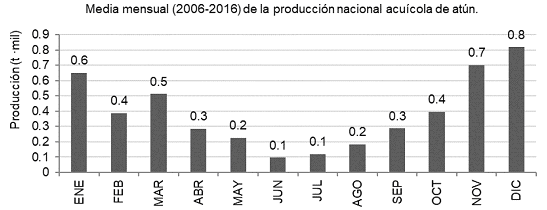 Media mensual (2006-2016) de la producción nacional acuícola de atún.
Producción (t ·mil)
0.9
0.8
0.7
0.6
0.5
0.4
0.3
0.2
0.1
0
0.6
0.4
0.5
0.3
0.2
0.1
0.1
0.2
0.3
0.4
0.7
0.8
ENE
FEB
MAR
ABR
MAY
JUN
JUL
AGO
SEP
OCT
NOV
DIC